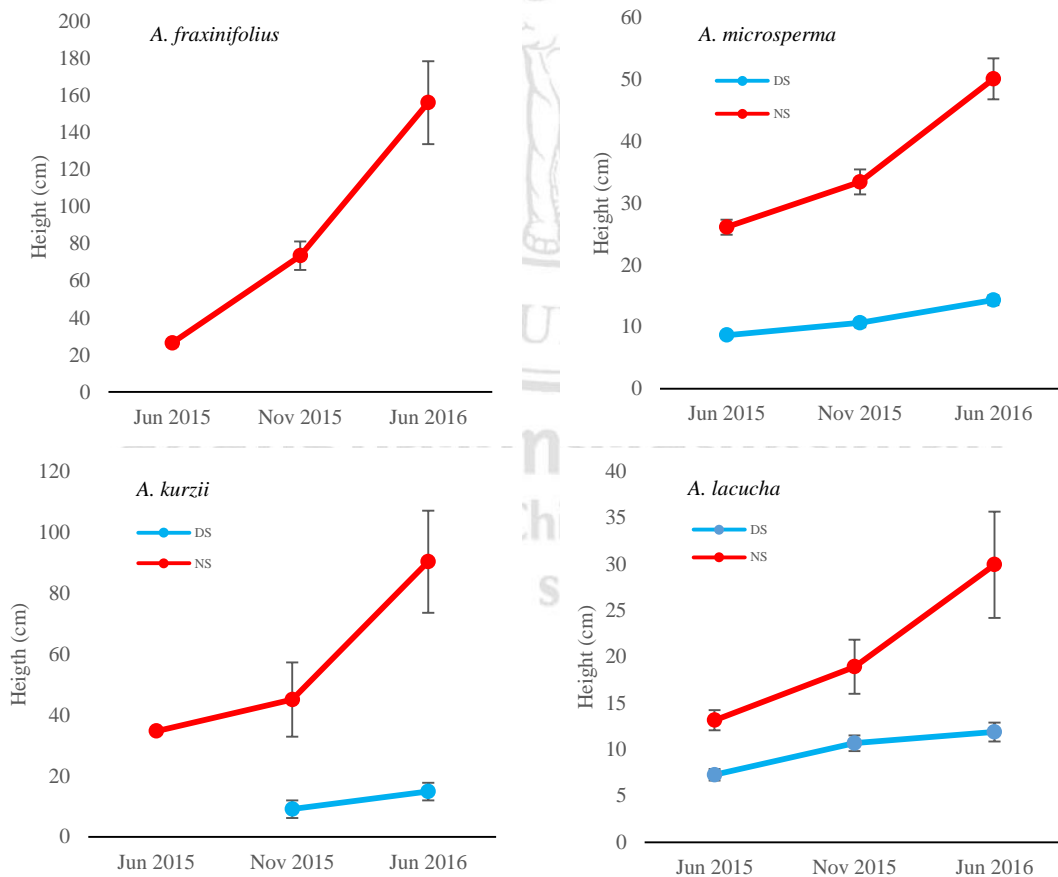 A. fraxinifolius
200
180
160
140
120
100
80
60
40
20
0
Height (cm)
Jun 2015 Nov 2015 Jun 2016
A. microsperma
DS
NS
60
50
40
30
20
10
0
Height (cm)
Jun 2015 Nov 2015 Jun 2016
A. kurzii
DS
NS
120
100
80
60
40
20
0
Heigth (cm)
Jun 2015 Nov 2015 Jun 2016
A. lacucha
DS
NS
40
35
30
25
20
15
10
5
0
Height (cm)
Jun 2015 Nov 2015 Jun 2016